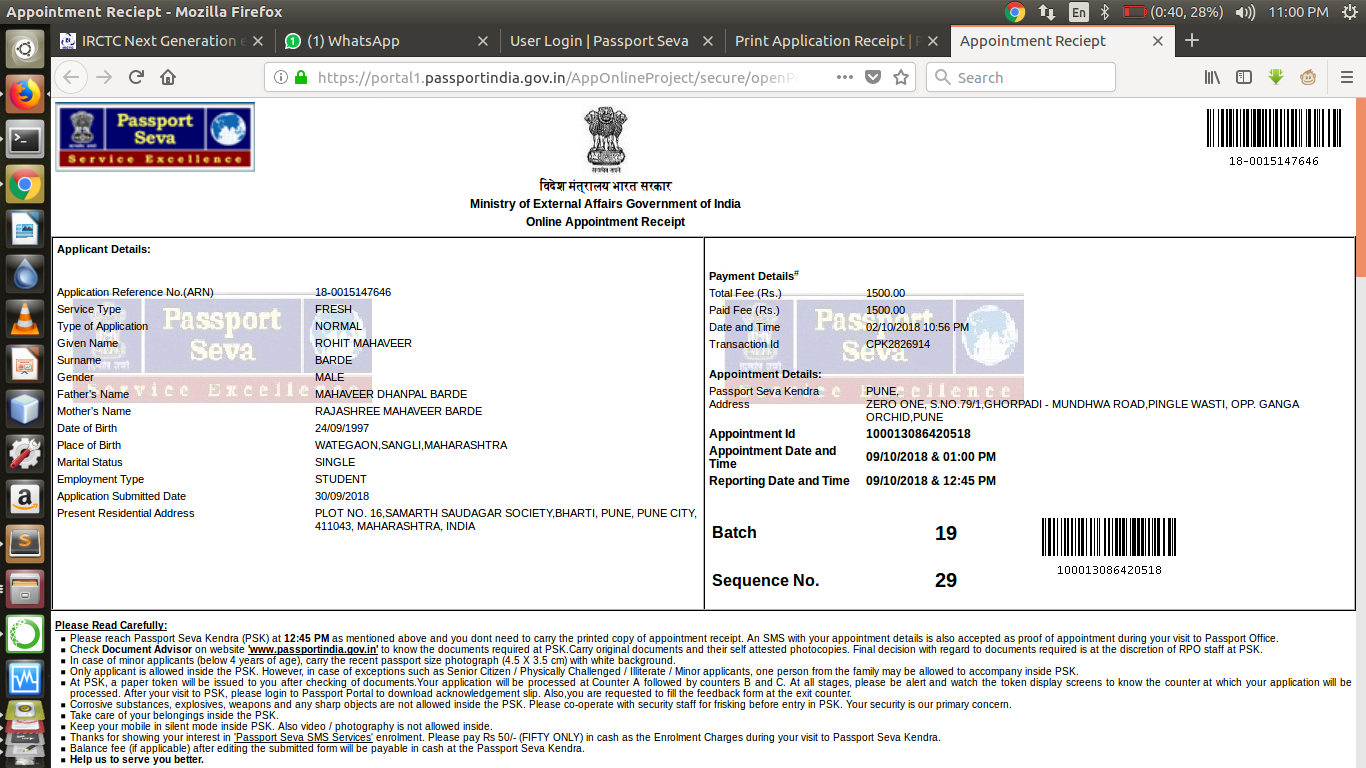 Appointment Reciept - Mozilla Firefox
En
(0:40, 28%)
11:00 PM
IRCTC Next Generation
(1) WhatsApp
User Login | Passport Seva
Print Application Receipt |
Appointment Reciept
https://portal1.passportindia.gov.in/AppOnlineProject/secure/openP
Search
Passport Seva
Service Excellence
18-0015147646
सत्यमेव जयते
विदेश मंत्रालय भारत सरकार
Ministry of External Affairs Government of India
Online Appointment Receipt
Applicant Details:
Application Reference No.(ARN) 18-0015147646
Service Type FRESH
Type of Application NORMAL
Given Name ROHIT MAHAVEER
Surname BARDE
Gender MALE
Father's Name MAHAVEER DHANPAL BARDE
Mother's Name RAJASHREE MAHAVEER BARDE
Date of Birth 24/09/1997
Place of Birth WATEGAON,SANGLI,MAHARASHTRA
Marital Status SINGLE
Employment Type STUDENT
Application Submitted Date 30/09/2018
Present Residential Address PLOT NO. 16,SAMARTH SAUDAGAR SOCIETY,BHARTI, PUNE, PUNE CITY,
411043, MAHARASHTRA, INDIA
Passport Seva
Service Excellence
Payment Details#
Total Fee (Rs.) 1500.00
Paid Fee (Rs.) 1500.00
Date and Time 02/10/2018 10:56 PM
Transaction Id CPK2826914
Appointment Details:
Passport Seva Kendra PUNE,
Address ZERO ONE, S.NO.79/1,GHORPADI - MUNDHWA ROAD,PINGLE WASTI, OPP. GANGA
ORCHID,PUNE
Appointment Id 100013086420518
Appointment Date and
Time 09/10/2018 & 01:00 PM
Reporting Date and Time 09/10/2018 & 12:45 PM
Batch 19
Sequence No. 29
100013086420518
Passport Seva
Service Excellence
Please Read Carefully:
Please reach Passport Seva Kendra (PSK) at 12:45 PM as mentioned above and you dont need to carry the printed copy of appointment receipt. An SMS with your appointment details is also accepted as proof of appointment during your visit to Passport Office.
Check Document Advisor on website 'www.passportindia.gov.in' to know the documents required at PSK.Carry original documents and their self attested photocopies. Final decision with regard to documents required is at the discretion of RPO staff at PSK.
In case of minor applicants (below 4 years of age), carry the recent passport size photograph (4.5 X 3.5 cm) with white background.
Only applicant is allowed inside the PSK. However, in case of exceptions such as Senior Citizen / Physically Challenged / Illiterate / Minor applicants, one person from the family may be allowed to accompany inside PSK.
At PSK, a paper token will be issued to you after checking of documents.Your application will be processed at Counter A followed by counters B and C. At all stages, please be alert and watch the token display screens to know the counter at which your application will be
processed. After your visit to PSK, please login to Passport Portal to download acknowledgement slip. Also,you are requested to fill the feedback form at the exit counter.
Corrosive substances, explosives, weapons and any sharp objects are not allowed inside the PSK. Please co-operate with security staff for frisking before entry in PSK. Your security is our primary concern.
Take care of your belongings inside the PSK.
Keep your mobile in silent mode inside PSK. Also video / photography is not allowed inside.
Thanks for showing your interest in 'Passport Seva SMS Services' enrolment. Please pay Rs 50/- (FIFTY ONLY) in cash as the Enrolment Charges during your visit to Passport Seva Kendra.
Balance fee (if applicable) after editing the submitted form will be payable in cash at the Passport Seva Kendra.
Help us to serve you better.